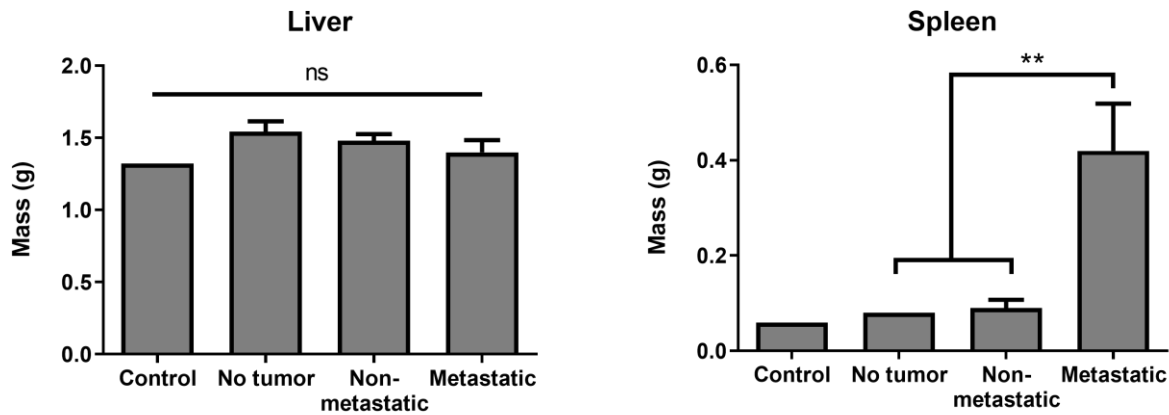 Liver
Mass (g)
2.0
1.5
1.0
0.5
0.0
ns
Control
No tumor
Non-
metastatic
Metastatic
Spleen
Mass (g)
0.6
0.4
0.2
0.0
**
Control
No tumor
Non-
metastatic
Metastatic